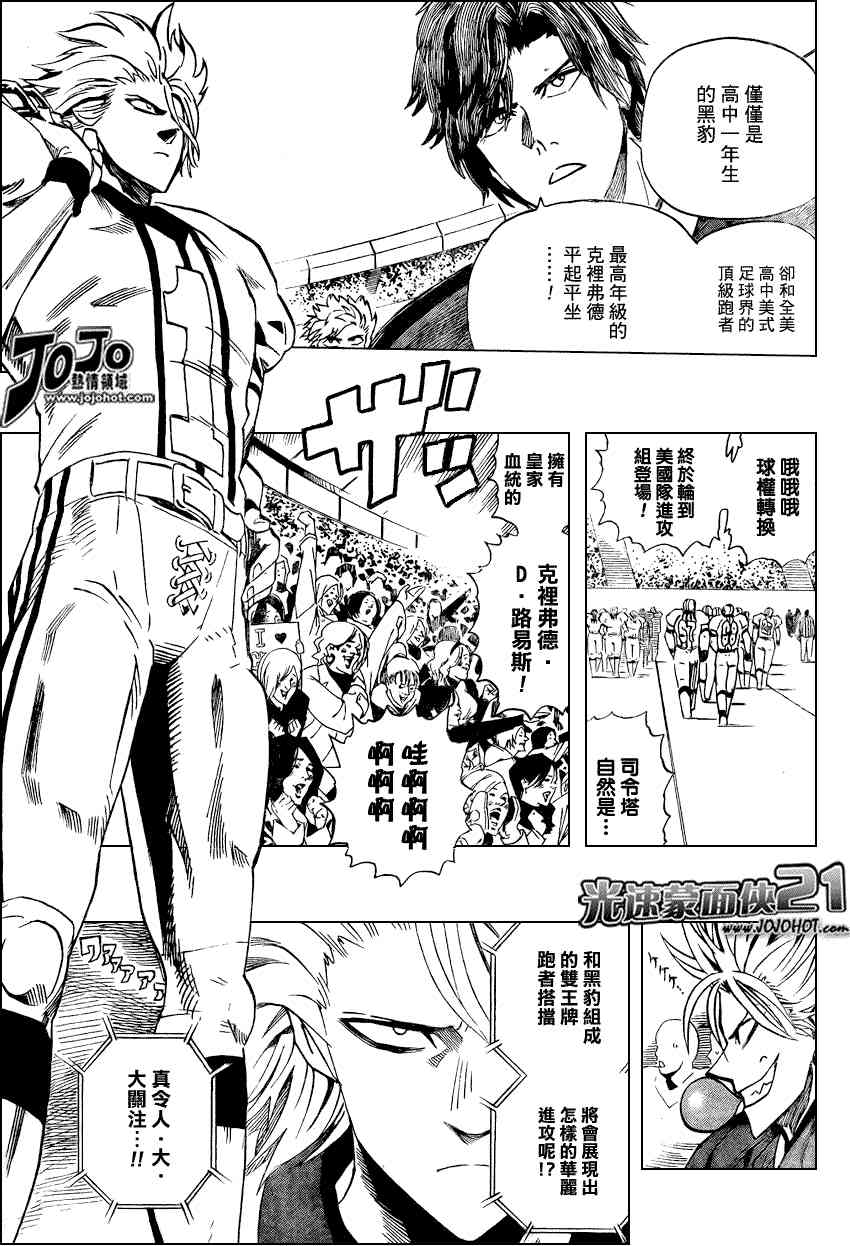 僅僅是
高中一年生
的黑豹
卻和全美
高中美式
足球界的
頂級跑者
最高年級的
克裡弗德
平起平坐
……！
JOJO
熱情領域
www.jojohot.com
ザッ
哦哦哦
球權轉換
終於輪到
美國隊進攻
組登場！
司令塔
自然是…
擁有
皇家
血統的
克裡弗德．
D．路易斯！
I ♥
哇啊啊啊
啊啊啊
光速蒙面俠21
www.JOJOHOT.com
和黑豹組成
的雙王牌
跑者搭擋
將會展現出
怎樣的華麗
進攻呢!?
ワァァァァ
真令人．大．
大關注…!!